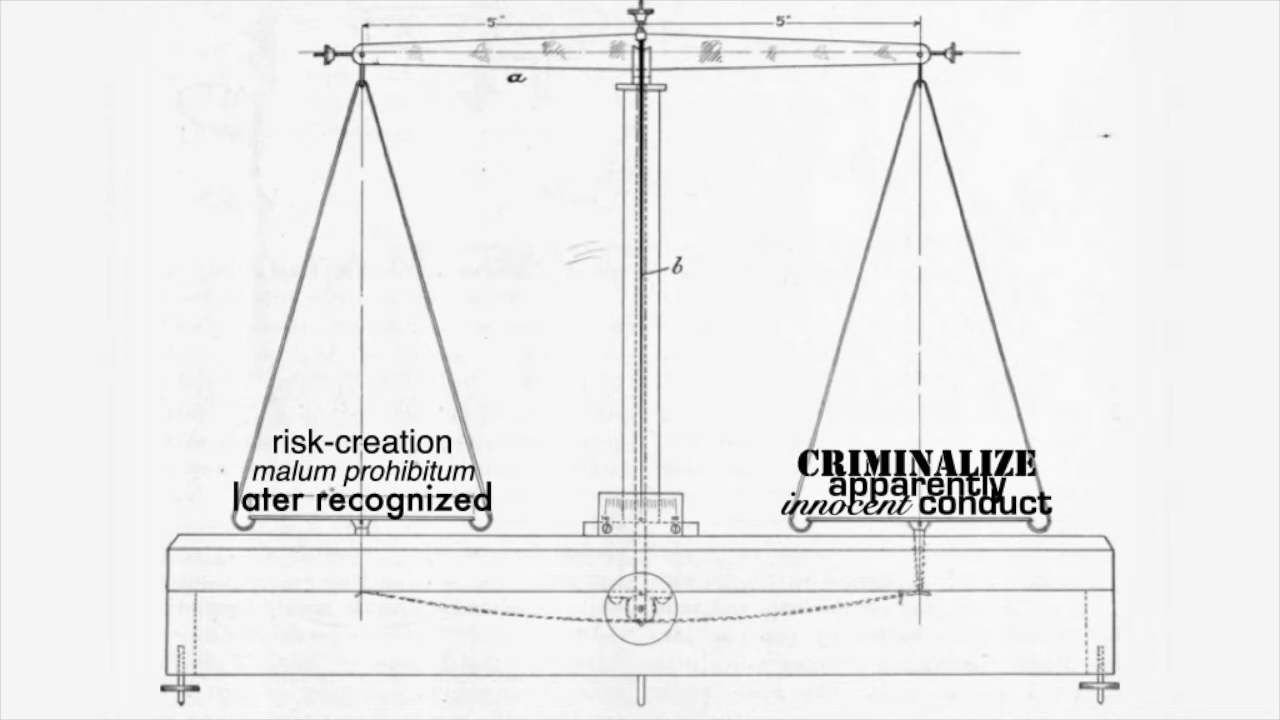 5" 5"
a
b
risk-creation
malum prohibitum
later recognized
CRIMINALIZE
apparently
innocent conduct